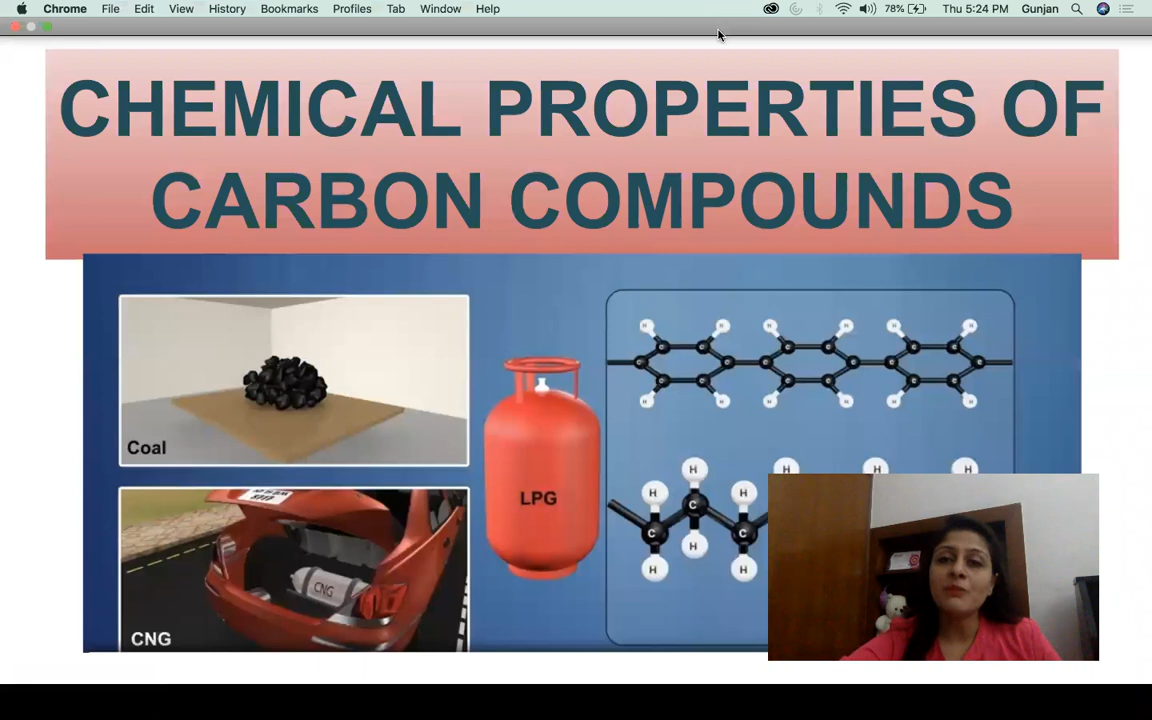 Chrome File Edit View History Bookmarks Profiles Tab Window Help 78% Thu 5:24 PM Gunjan
CHEMICAL PROPERTIES OF
CARBON COMPOUNDS
Coal
LPG
CNG
CNG
H H H H H H
C C C C C C
C C C C C C
C C C C C C
H H H H H H
H H H H
H H
C
C C
H
H H